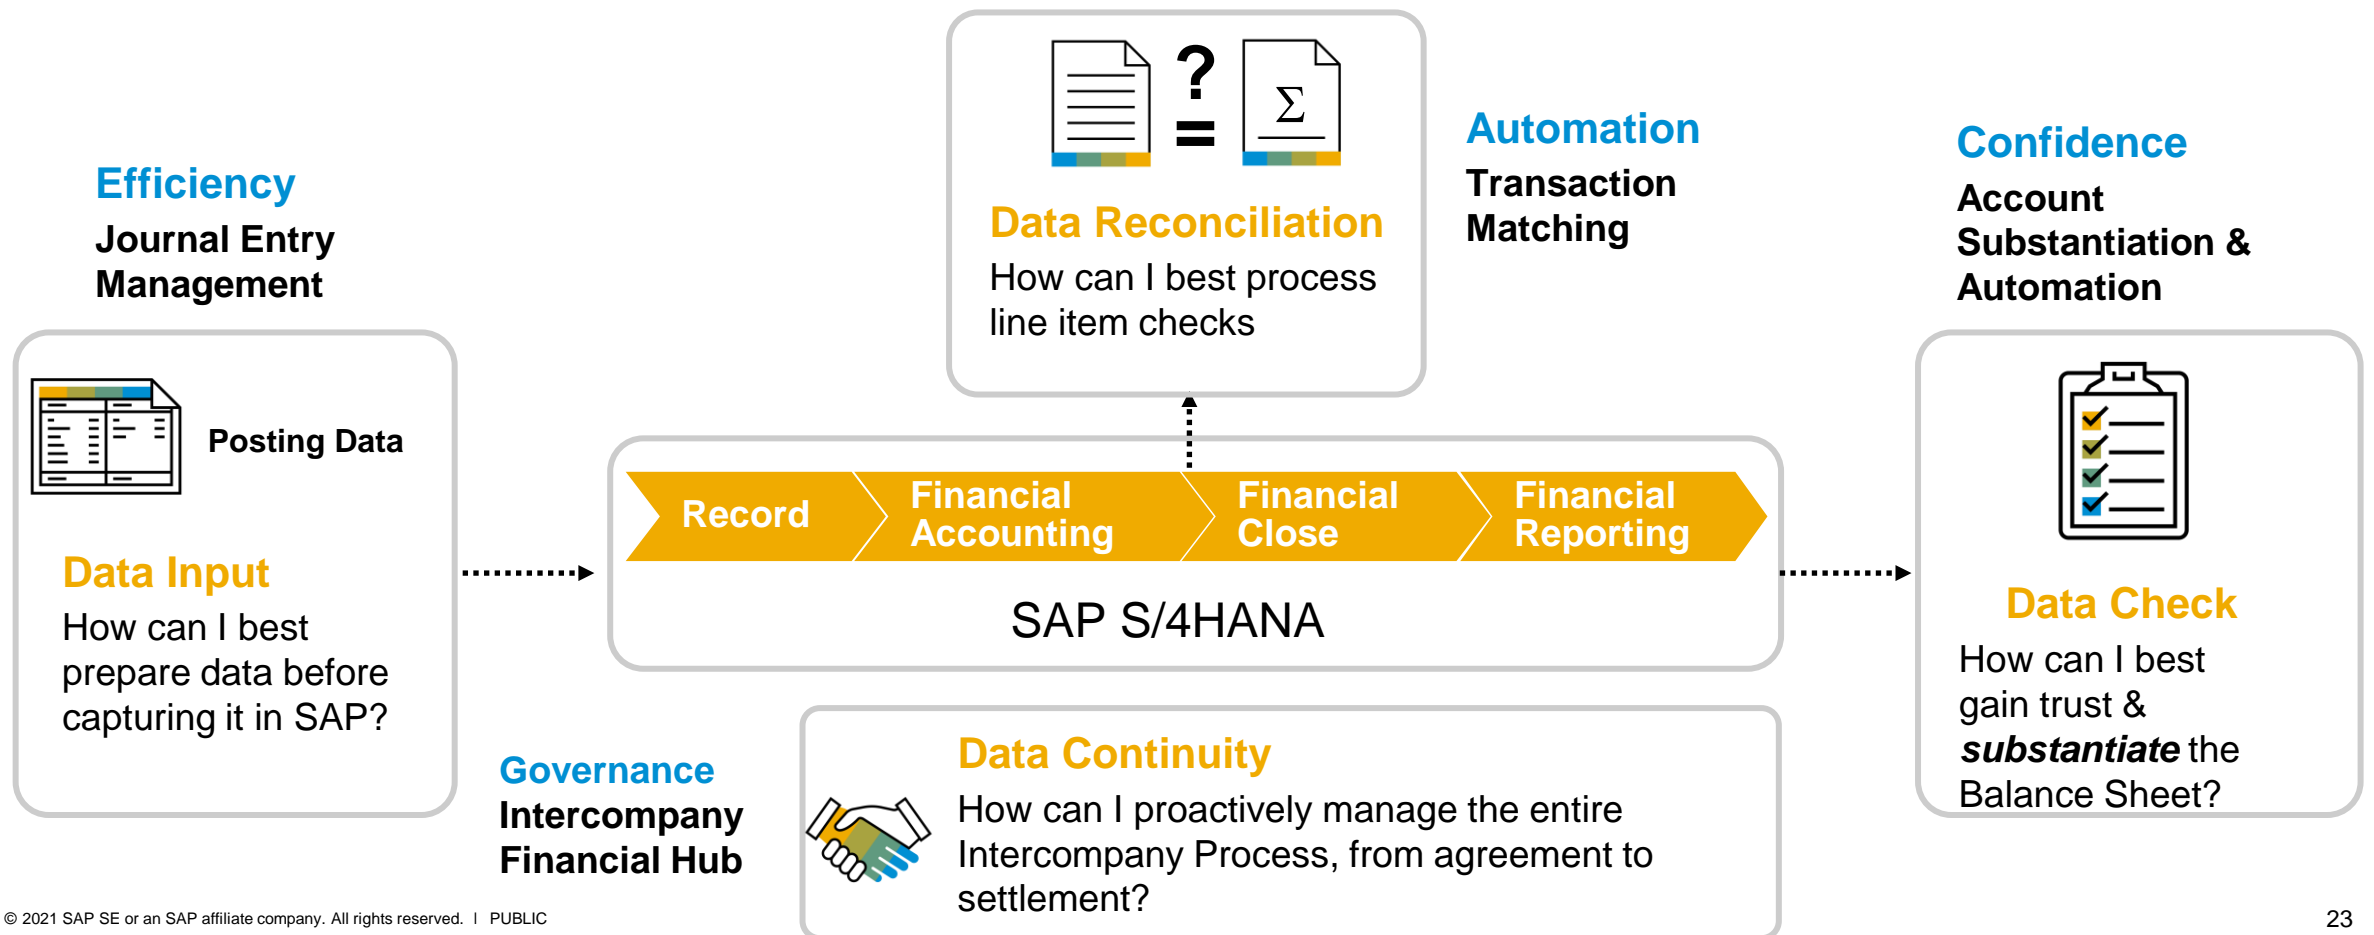 Efficiency
Journal Entry
Management
Posting Data
Data Input
How can I best
prepare data before
capturing it in SAP?
?
=
Σ
Data Reconciliation
How can I best process
line item checks
Automation
Transaction
Matching
Record
Financial
Accounting
Financial
Close
Financial
Reporting
SAP S/4HANA
Governance
Intercompany
Financial Hub
Data Continuity
How can I proactively manage the entire
Intercompany Process, from agreement to
settlement?
Confidence
Account
Substantiation &
Automation
Data Check
How can I best
gain trust &
substantiate the
Balance Sheet?
© 2021 SAP SE or an SAP affiliate company. All rights reserved. ǀ PUBLIC
23